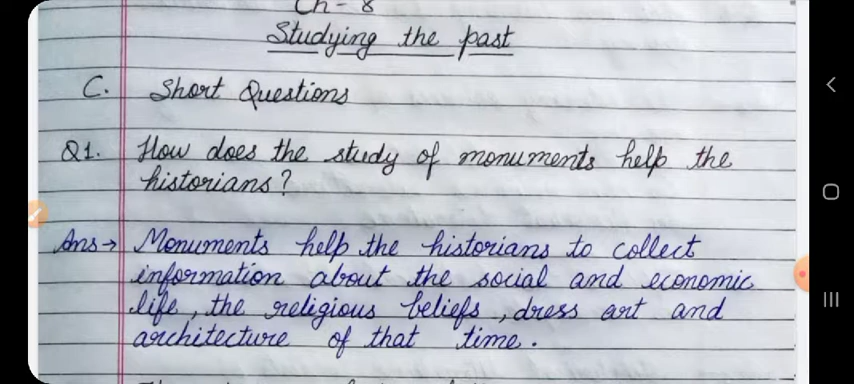 Ch - 8
Studying the past
C. Short Questions
Q1. How does the study of monuments help the
historians?
Ans → Monuments help the historians to collect
information about the social and economic
life, the religious beliefs, dress art and
architecture of that time.